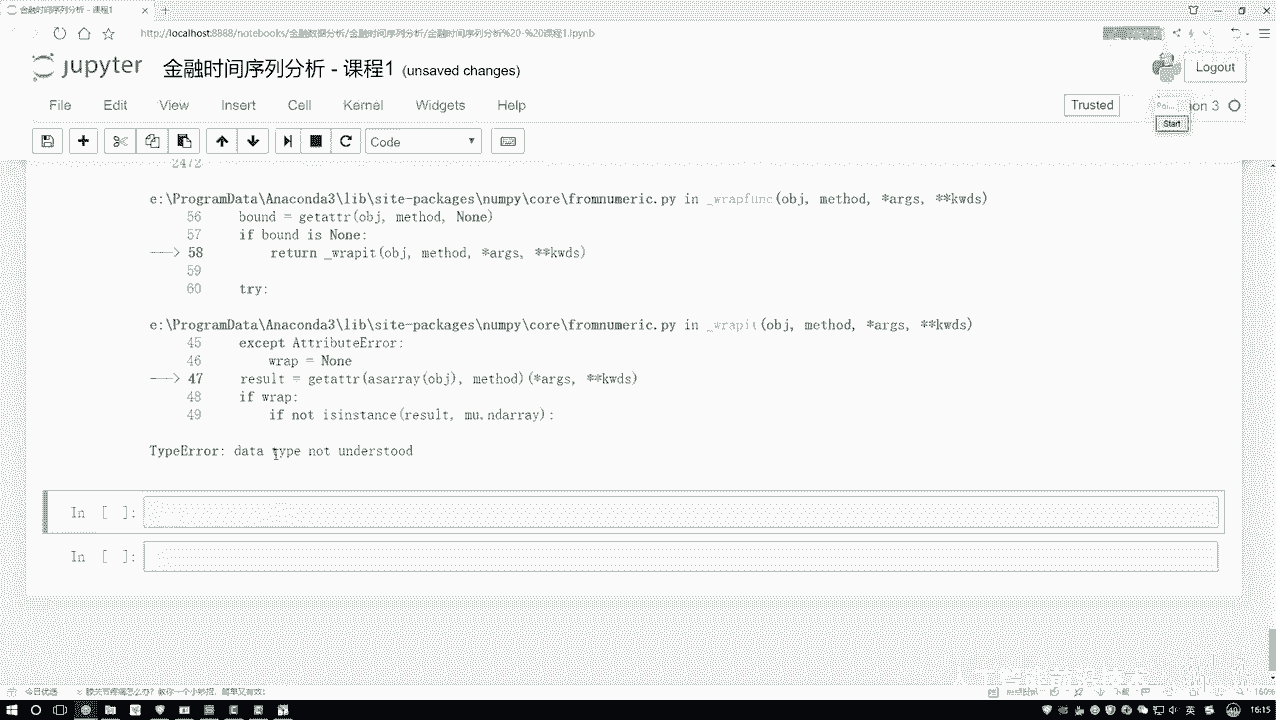 金融时间序列分析 - 课程1
http://localhost:8888/notebooks/金融数据分析/金融时间序列分析/金融时间序列分析%20-%20课程1.ipynb
jupyter 金融时间序列分析 - 课程1 (unsaved changes)
Logout
File Edit View Insert Cell Kernel Widgets Help
Trusted
on 3
Start
Code
2472
e:\ProgramData\Anaconda3\lib\site-packages\numpy\core\fromnumeric.py in _wrapfunc(obj, method, *args, **kwds)
56 bound = getattr(obj, method, None)
57 if bound is None:
---> 58 return _wrapit(obj, method, *args, **kwds)
59
60 try:
e:\ProgramData\Anaconda3\lib\site-packages\numpy\core\fromnumeric.py in _wrapit(obj, method, *args, **kwds)
45 except AttributeError:
46 wrap = None
---> 47 result = getattr(asarray(obj), method)(*args, **kwds)
48 if wrap:
49 if not isinstance(result, mu.ndarray):
TypeError: data type not understood
In [ ]:
In [ ]:
今日优选
160%
英
16:15